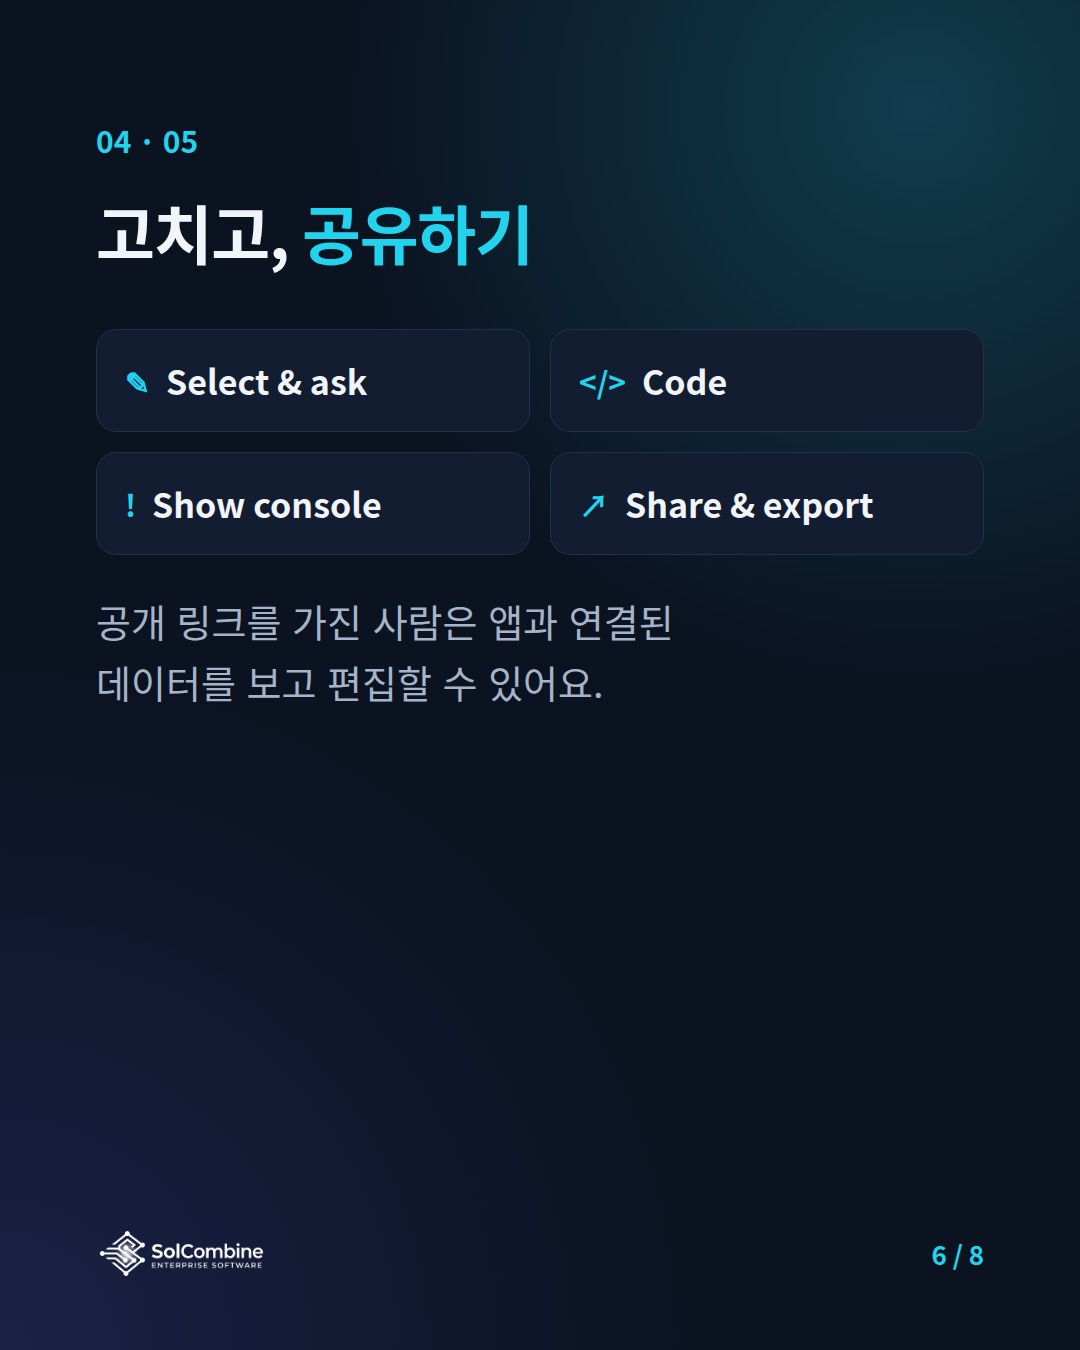 04 · 05
고치고, 공유하기
✎ Select & ask
</> Code
! Show console
↗ Share & export
공개 링크를 가진 사람은 앱과 연결된
데이터를 보고 편집할 수 있어요.
SolCombine
ENTERPRISE SOFTWARE
6 / 8